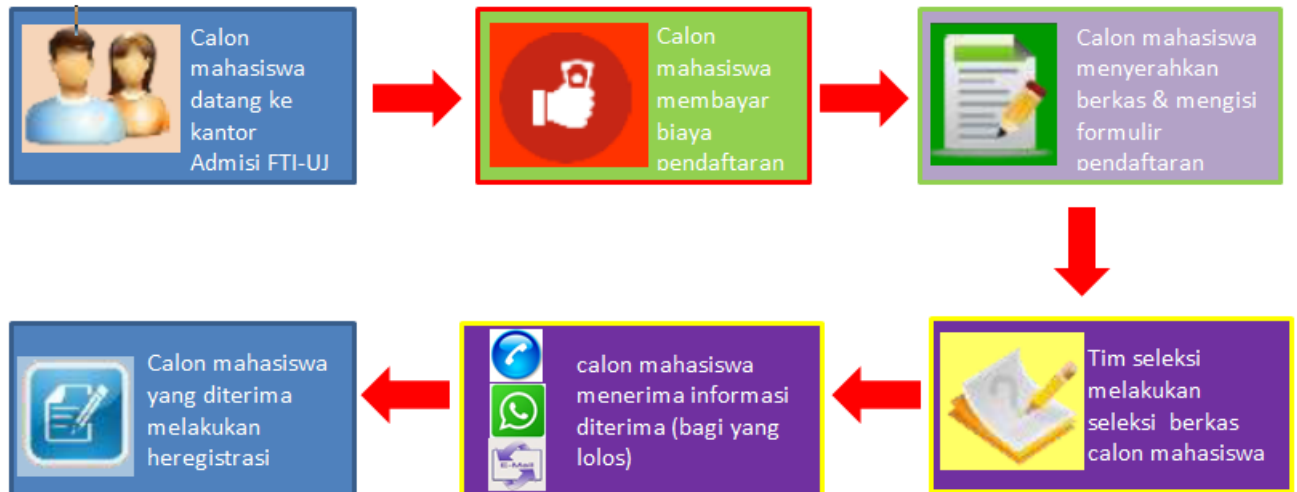 Calon
mahasiswa
datang ke
kantor
Admisi FTI-UJ
Calon
mahasiswa
membayar
biaya
pendaftaran
Calon mahasiswa
menyerahkan
berkas & mengisi
formulir
pendaftaran
Tim seleksi
melakukan
seleksi berkas
calon mahasiswa
calon mahasiswa
menerima informasi
diterima (bagi yang
lolos)
E-Mail
Calon mahasiswa
yang diterima
melakukan
heregistrasi